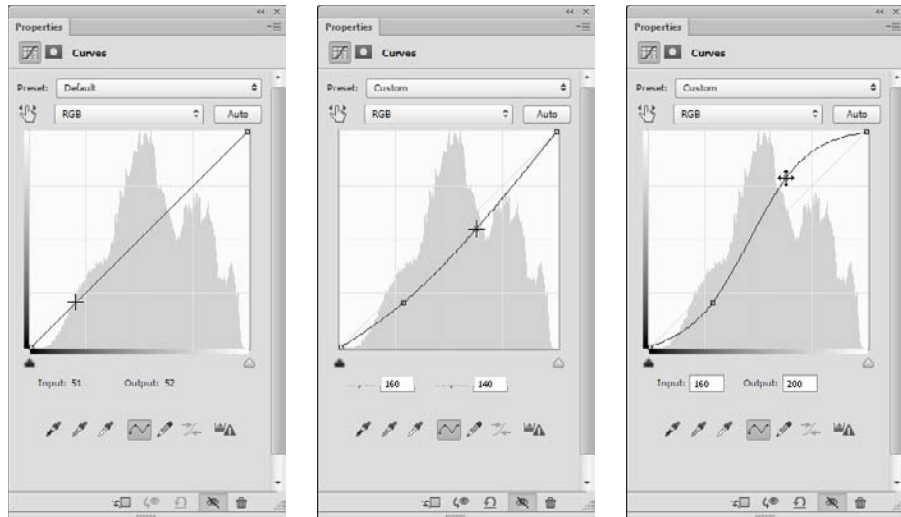 Properties
Curves
Preset: Default
RGB Auto
Input: 51 Output: 52
Properties
Curves
Preset: Custom
RGB Auto
160 140
Properties
Curves
Preset: Custom
RGB Auto
Input: 160 Output: 200